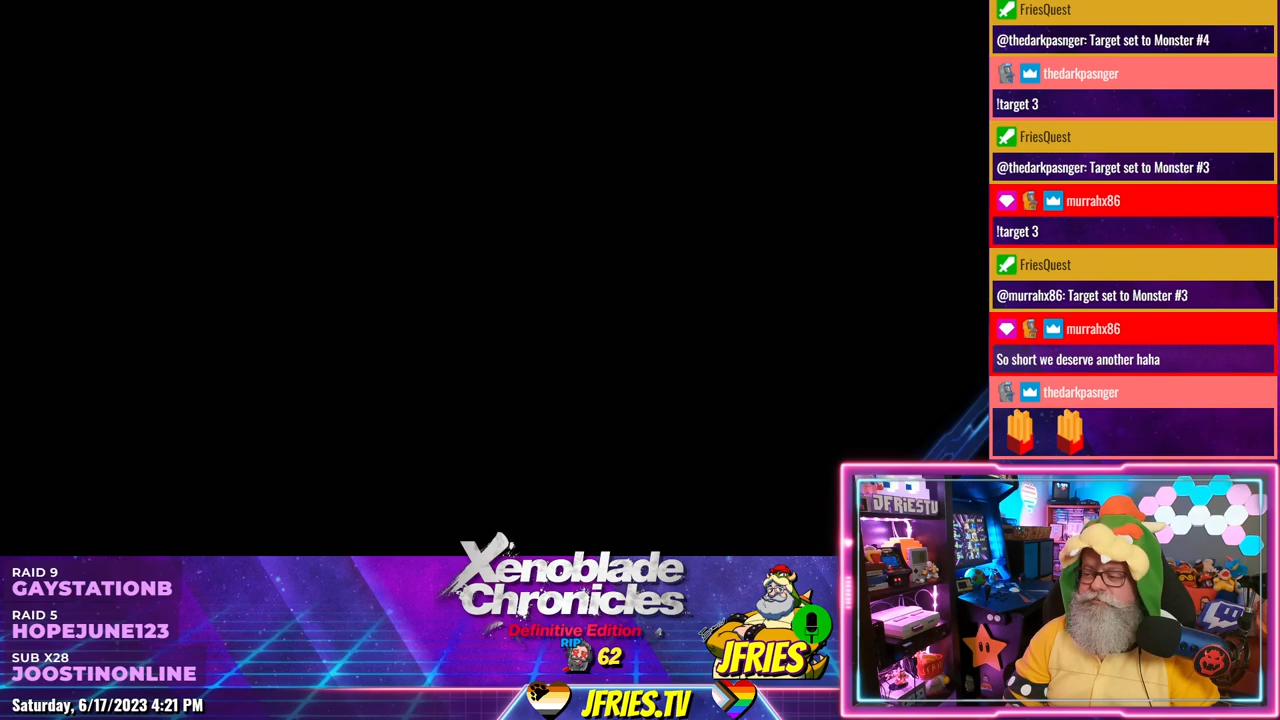 FriesQuest
@thedarkpasnger: Target set to Monster #4
thedarkpasnger
!target 3
FriesQuest
@thedarkpasnger: Target set to Monster #3
murrahx86
!target 3
FriesQuest
@murrahx86: Target set to Monster #3
murrahx86
So short we deserve another haha
thedarkpasnger
RAID 9
GAYSTATIONB
RAID 5
HOPEJUNE123
SUB X28
JOOSTINONLINE
Saturday, 6/17/2023 4:21 PM
Xenoblade
Chronicles
Definitive Edition
RIP
62
JFRIES
JFRIES.TV
JFRIESTV